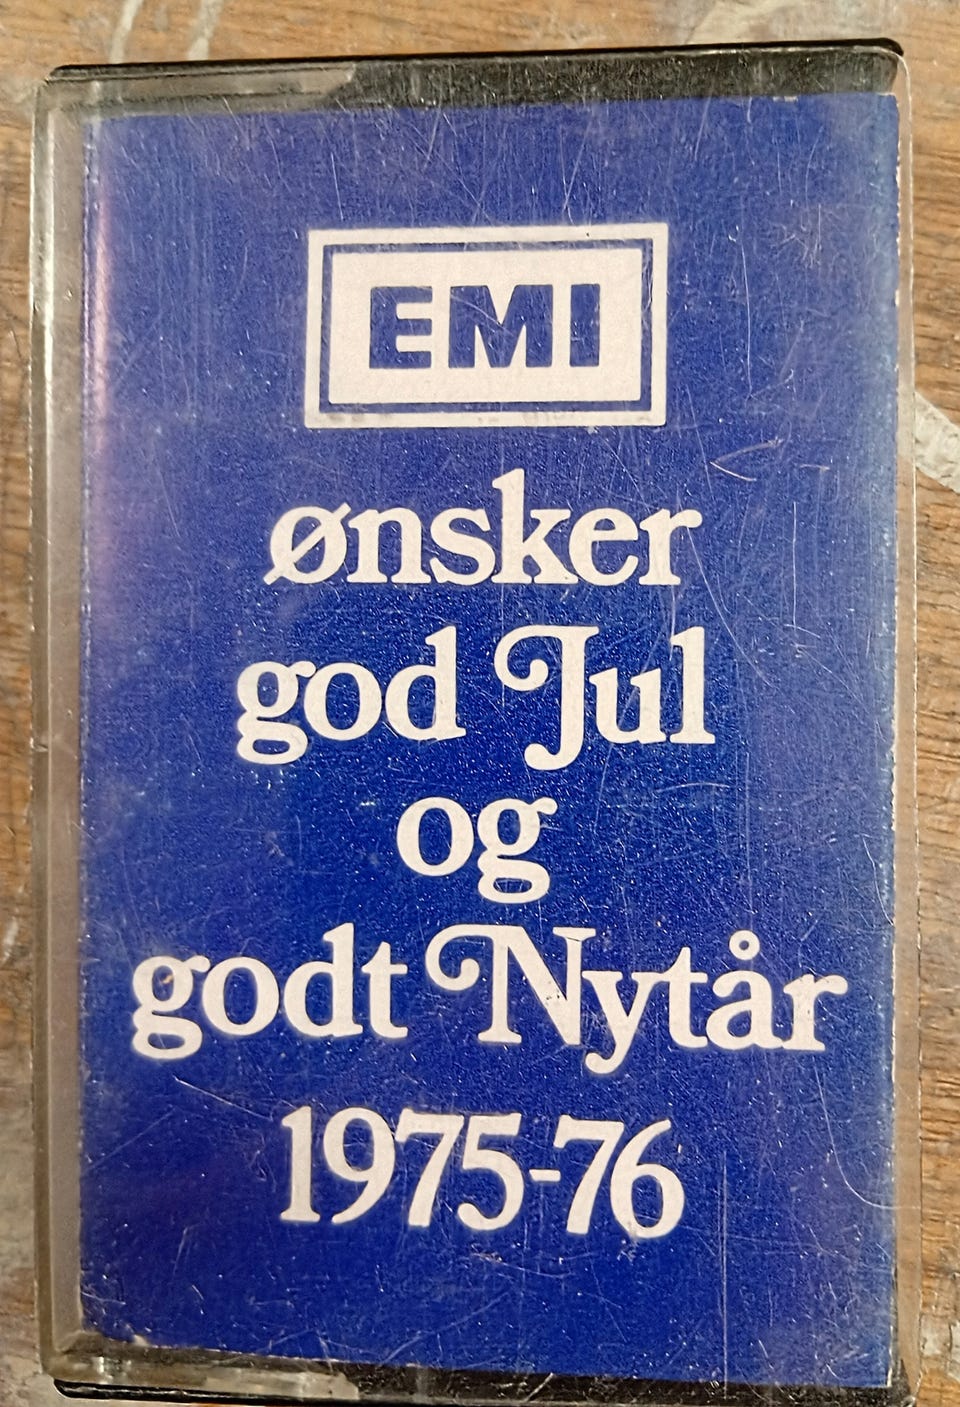 EMI
ønsker
god Jul
og
godt Nytår
1975-76